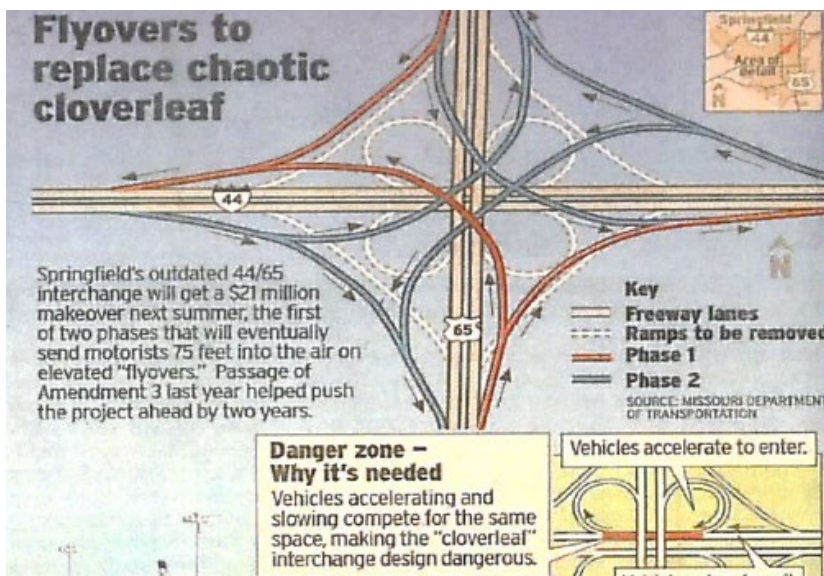 Flyovers to
replace chaotic
cloverleaf
Springfield
44
Area of
detail
65
N
44
Springfield's outdated 44/65
interchange will get a $21 million
makeover next summer, the first
of two phases that will eventually
send motorists 75 feet into the air on
elevated "flyovers." Passage of
Amendment 3 last year helped push
the project ahead by two years.
65
N
Key
Freeway lanes
Ramps to be removed
Phase 1
Phase 2
SOURCE: MISSOURI DEPARTMENT
OF TRANSPORTATION
Danger zone –
Why it's needed
Vehicles accelerating and
slowing compete for the same
space, making the "cloverleaf"
interchange design dangerous.
Vehicles accelerate to enter.